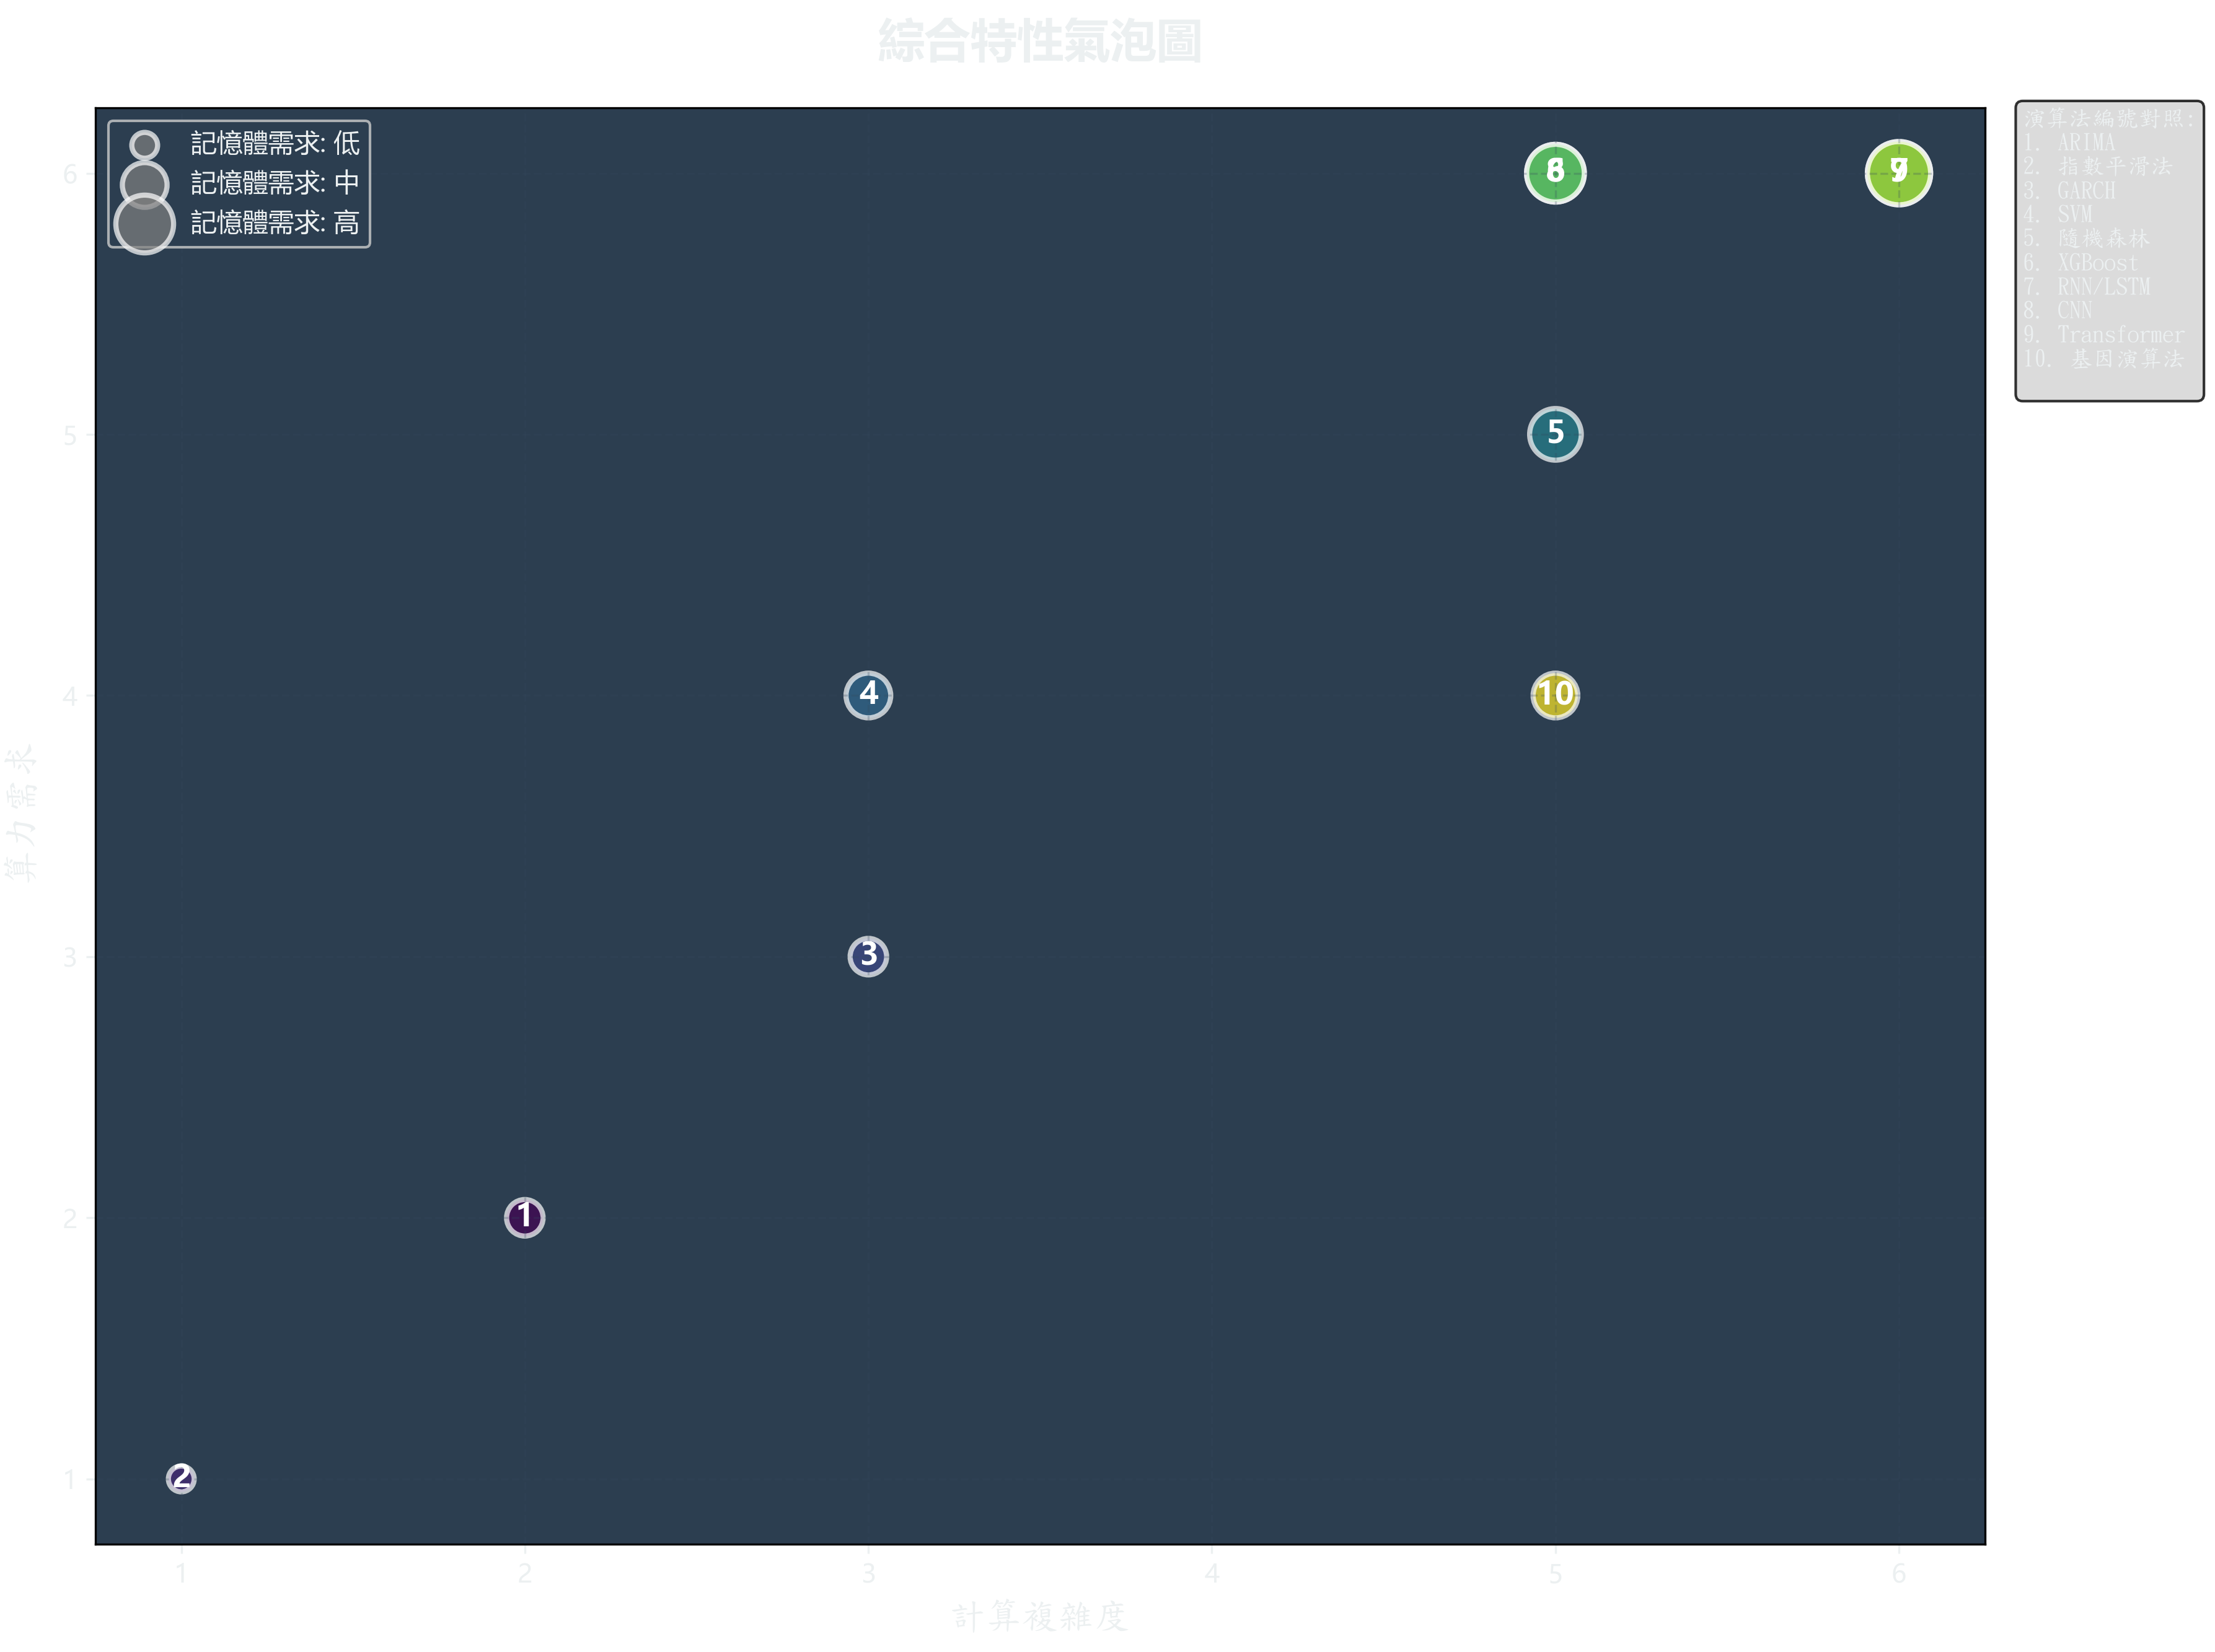 綜合特性氣泡圖
記憶體需求: 低
記憶體需求: 中
記憶體需求: 高
演算法編號對照:
1. ARIMA
2. 指數平滑法
3. GARCH
4. SVM
5. 隨機森林
6. XGBoost
7. RNN/LSTM
8. CNN
9. Transformer
10. 基因演算法
算力需求
6
5
4
3
2
1
5
4
10
3
1
2
1
2
3
4
5
6
計算複雜度